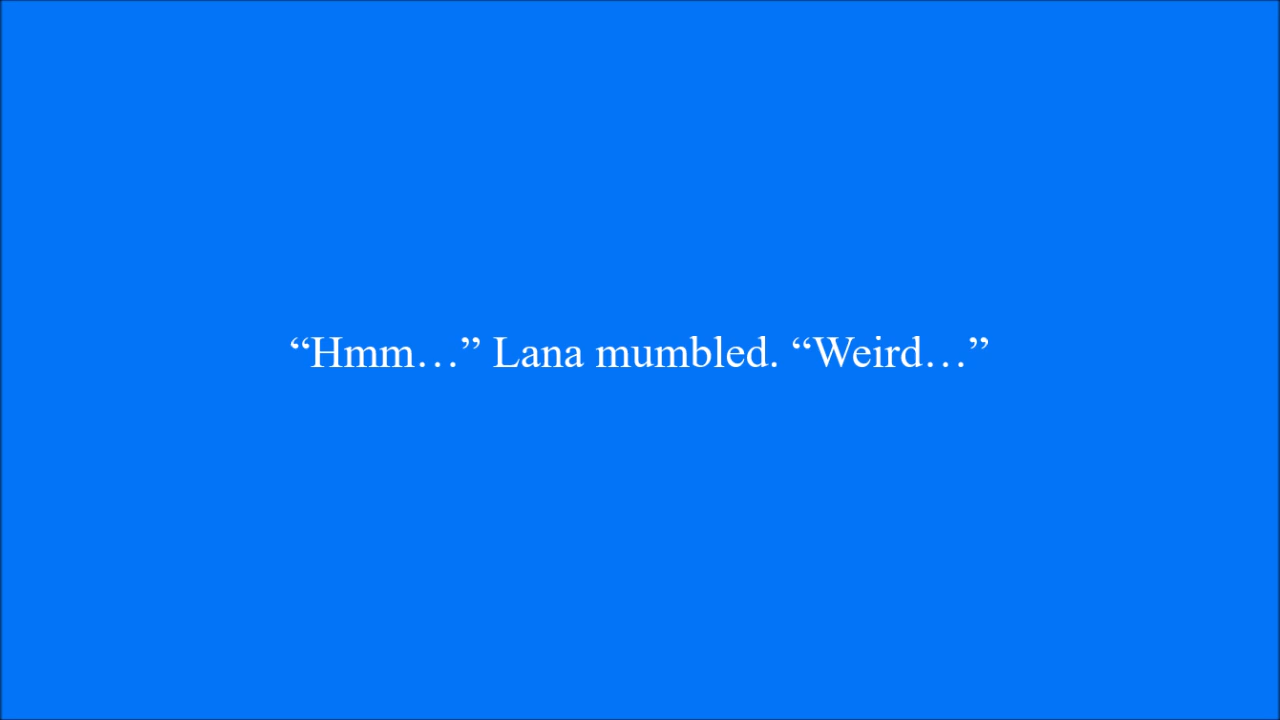 “Hmm…” Lana mumbled. “Weird…”